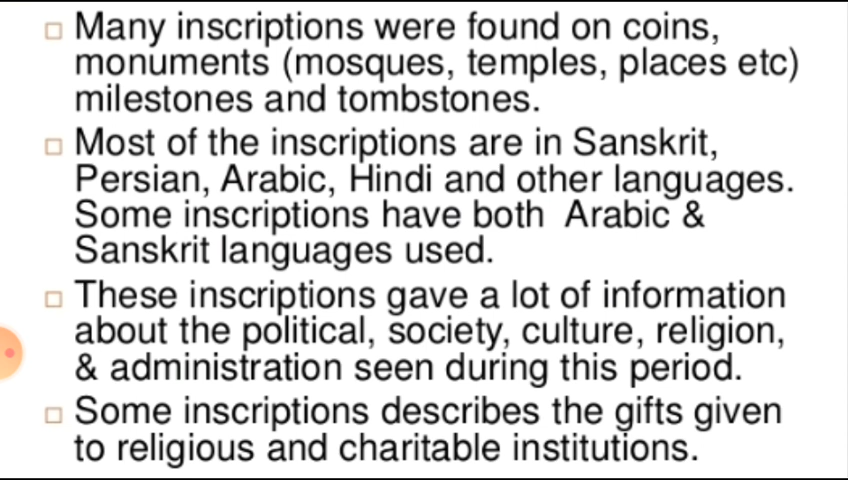 Many inscriptions were found on coins,
monuments (mosques, temples, places etc)
milestones and tombstones.
Most of the inscriptions are in Sanskrit,
Persian, Arabic, Hindi and other languages.
Some inscriptions have both  Arabic &
Sanskrit languages used.
These inscriptions gave a lot of information
about the political, society, culture, religion,
& administration seen during this period.
Some inscriptions describes the gifts given
to religious and charitable institutions.